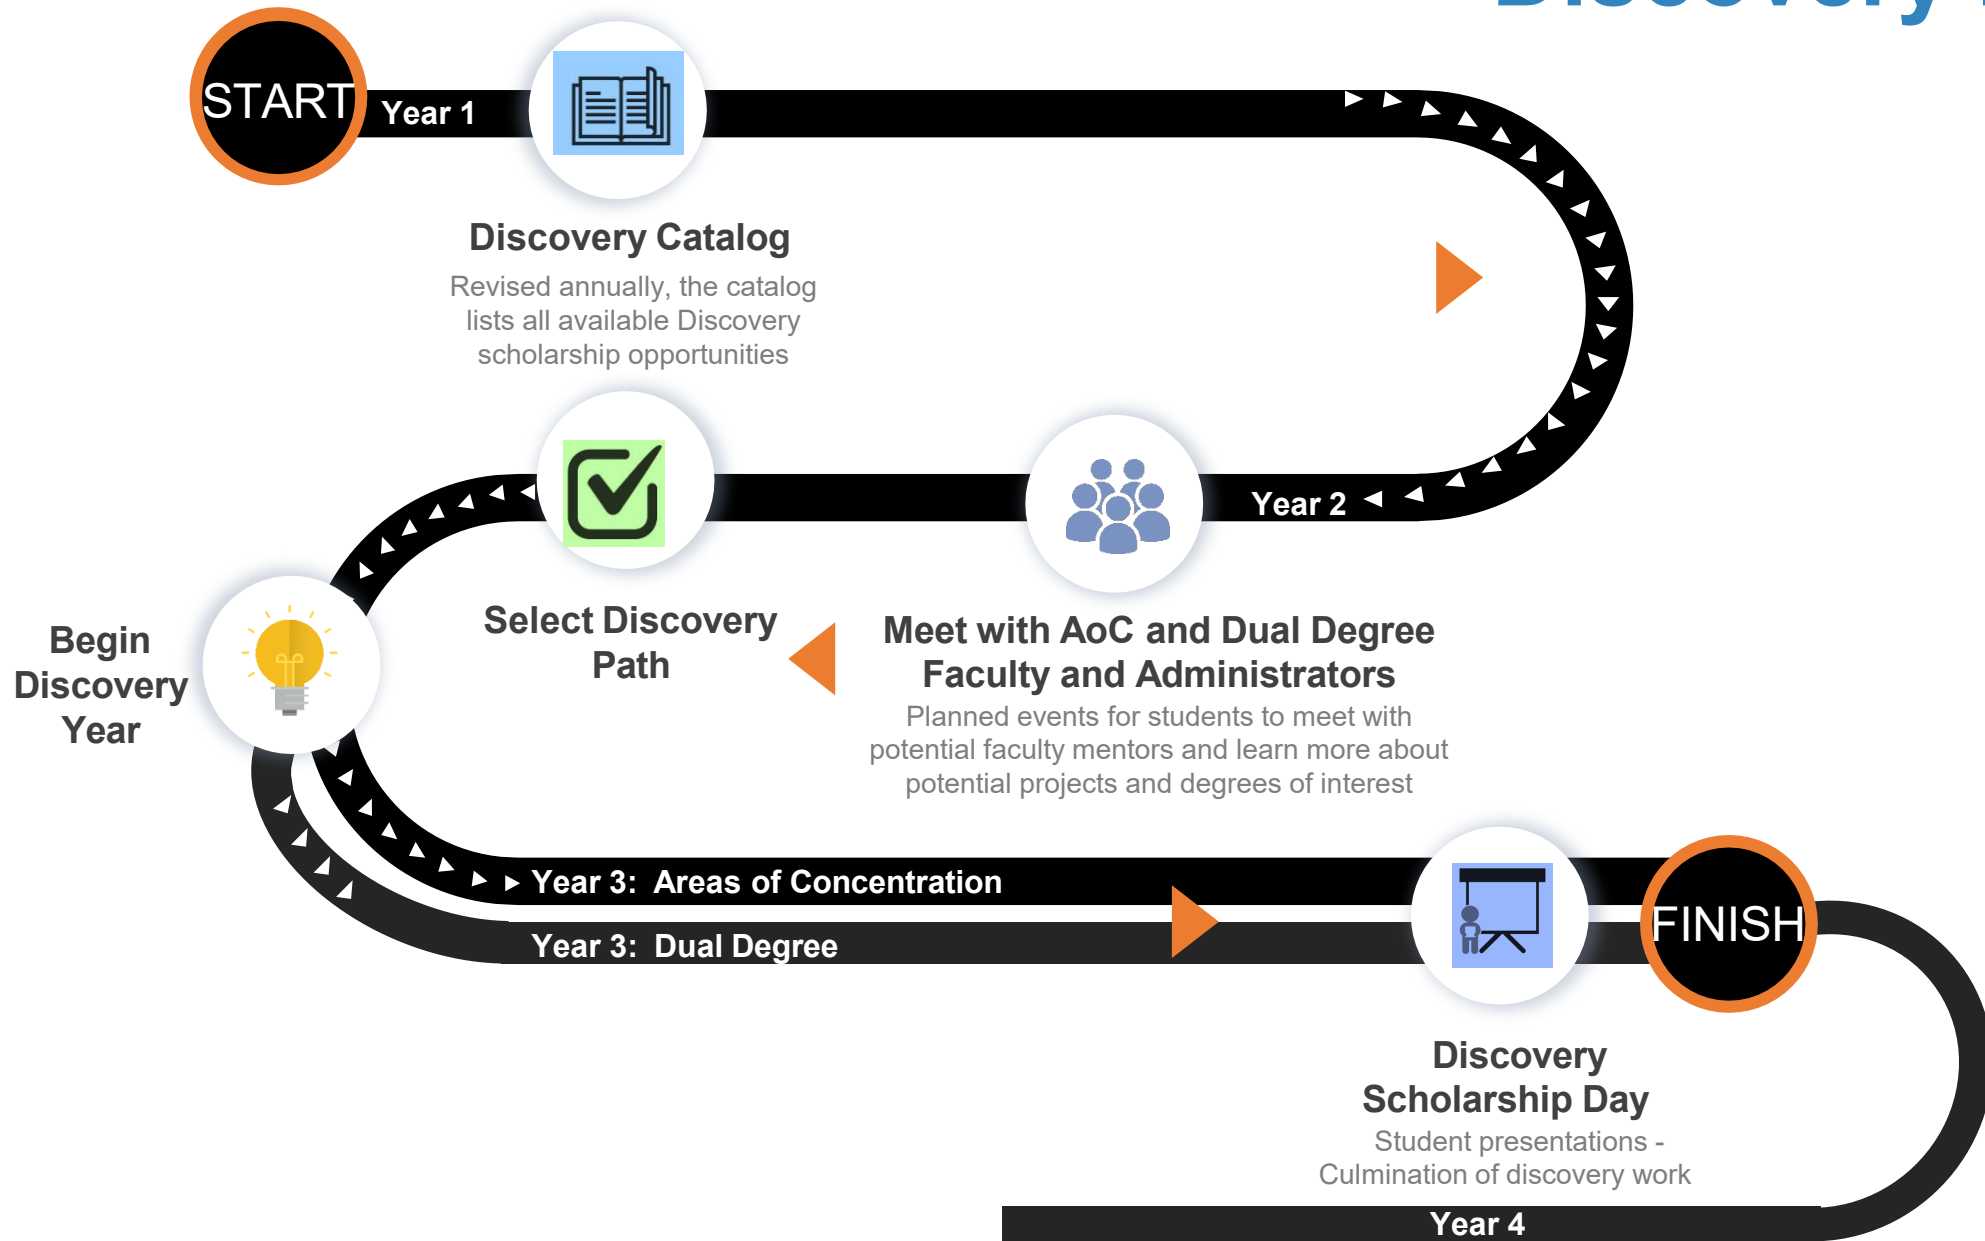 Discovery
START
Year 1
Discovery Catalog
Revised annually, the catalog
lists all available Discovery
scholarship opportunities
Year 2
Select Discovery
Path
Meet with AoC and Dual Degree
Faculty and Administrators
Planned events for students to meet with
potential faculty mentors and learn more about
potential projects and degrees of interest
Begin
Discovery
Year
Year 3:  Areas of Concentration
Year 3:  Dual Degree
FINISH
Discovery
Scholarship Day
Student presentations -
Culmination of discovery work
Year 4